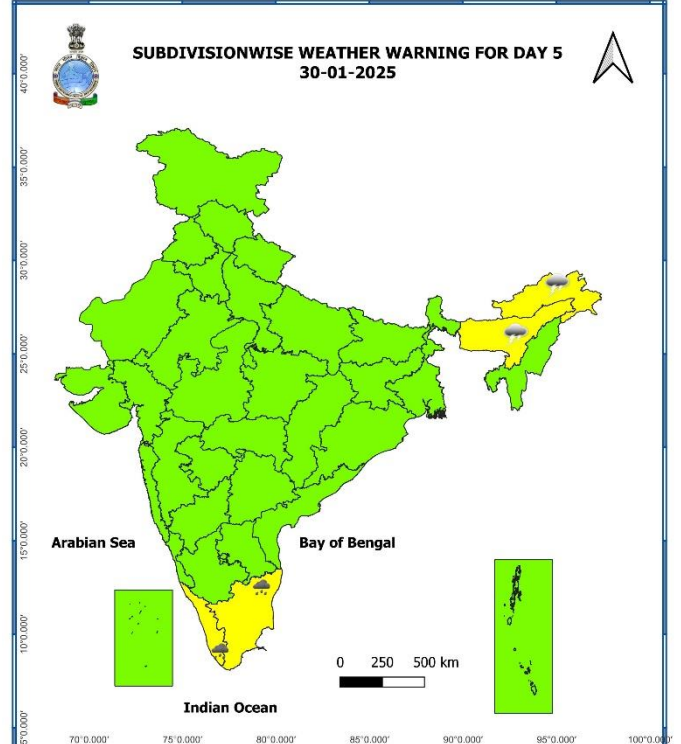 SUBDIVISIONWISE WEATHER WARNING FOR DAY 5
30-01-2025
40°0.000'
35°0.000'
30°0.000'
25°0.000'
20°0.000'
15°0.000'
10°0.000'
5°0.000'
Arabian Sea
Bay of Bengal
0 250 500 km
Indian Ocean
70°0.000' 75°0.000' 80°0.000' 85°0.000' 90°0.000' 95°0.000' 100°0.000'